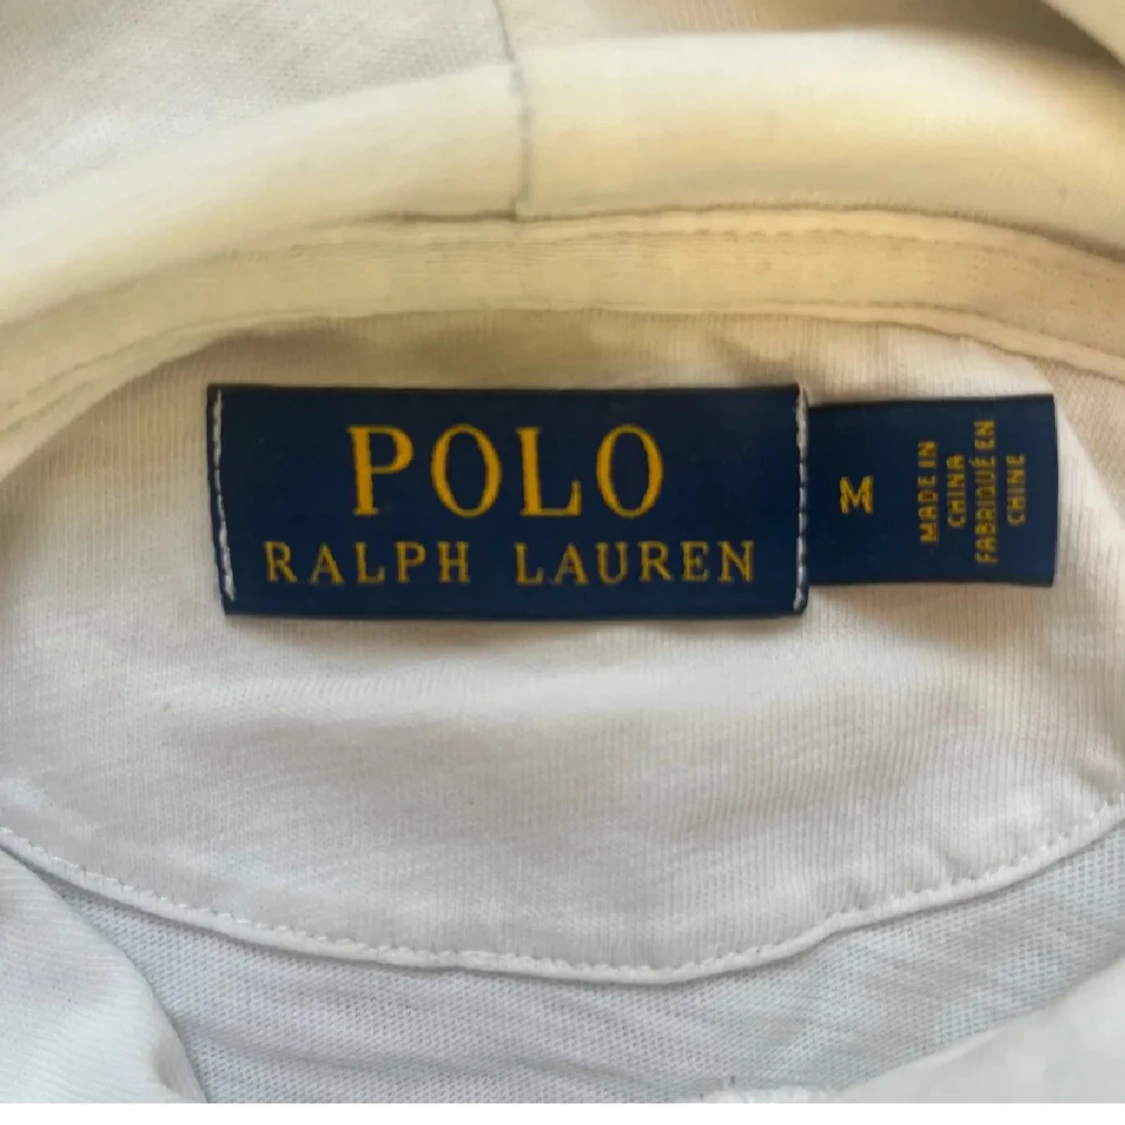 POLO
RALPH LAUREN
M
MADE IN
CHINA
FABRIQUÉ EN
CHINE